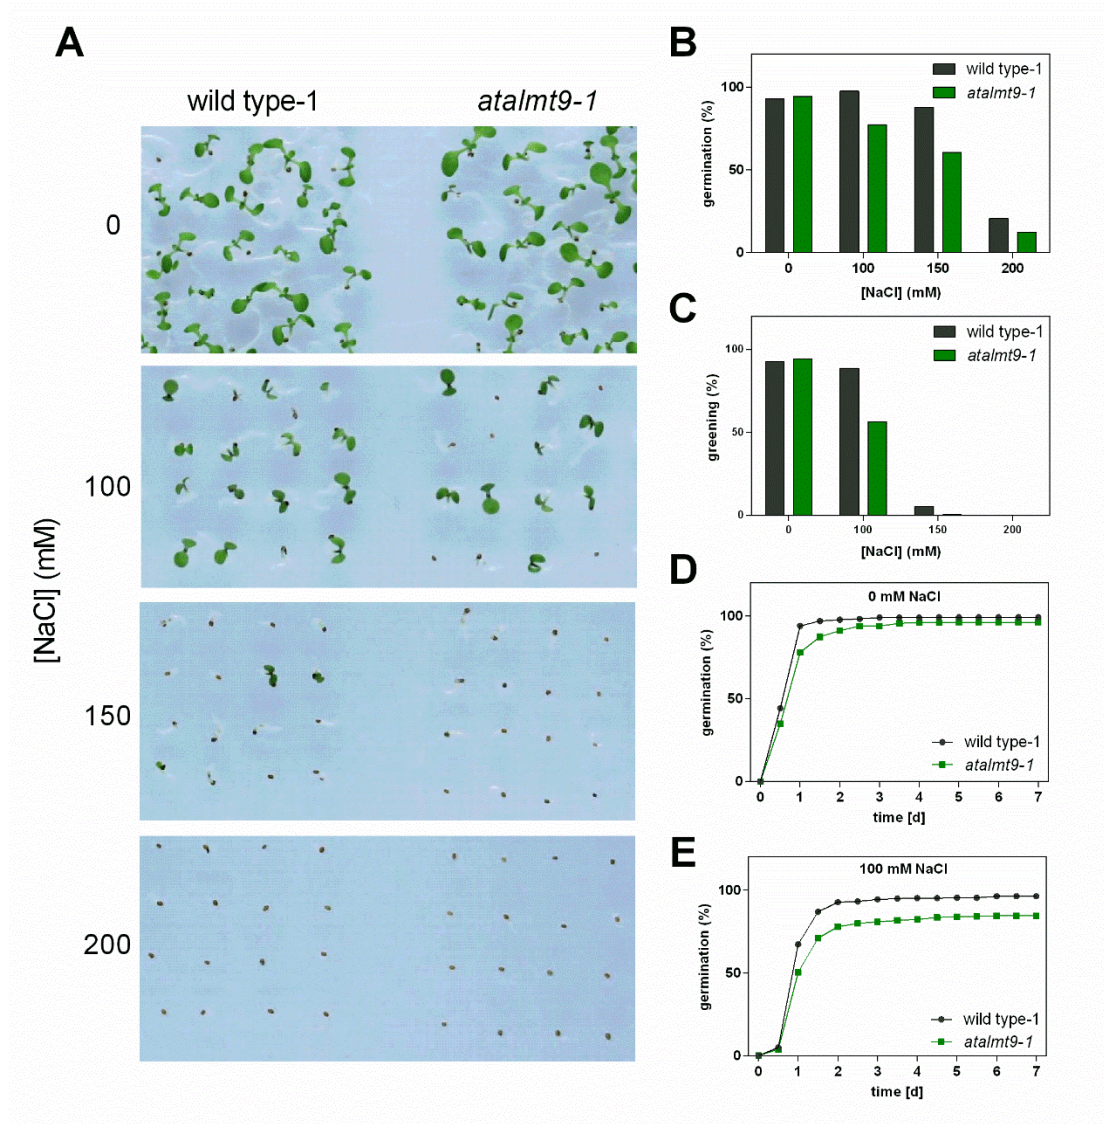 A
wild type-1 atalmt9-1
0
100
150
200
[NaCl] (mM)
B
wild type-1
atalmt9-1
germination (%)
100
50
0
0 100 150 200
[NaCl] (mM)
C
wild type-1
atalmt9-1
greening (%)
100
50
0
0 100 150 200
[NaCl] (mM)
D
0 mM NaCl
germination (%)
100
50
0
wild type-1
atalmt9-1
0 1 2 3 4 5 6 7
time [d]
E
100 mM NaCl
germination (%)
100
50
0
wild type-1
atalmt9-1
0 1 2 3 4 5 6 7
time [d]